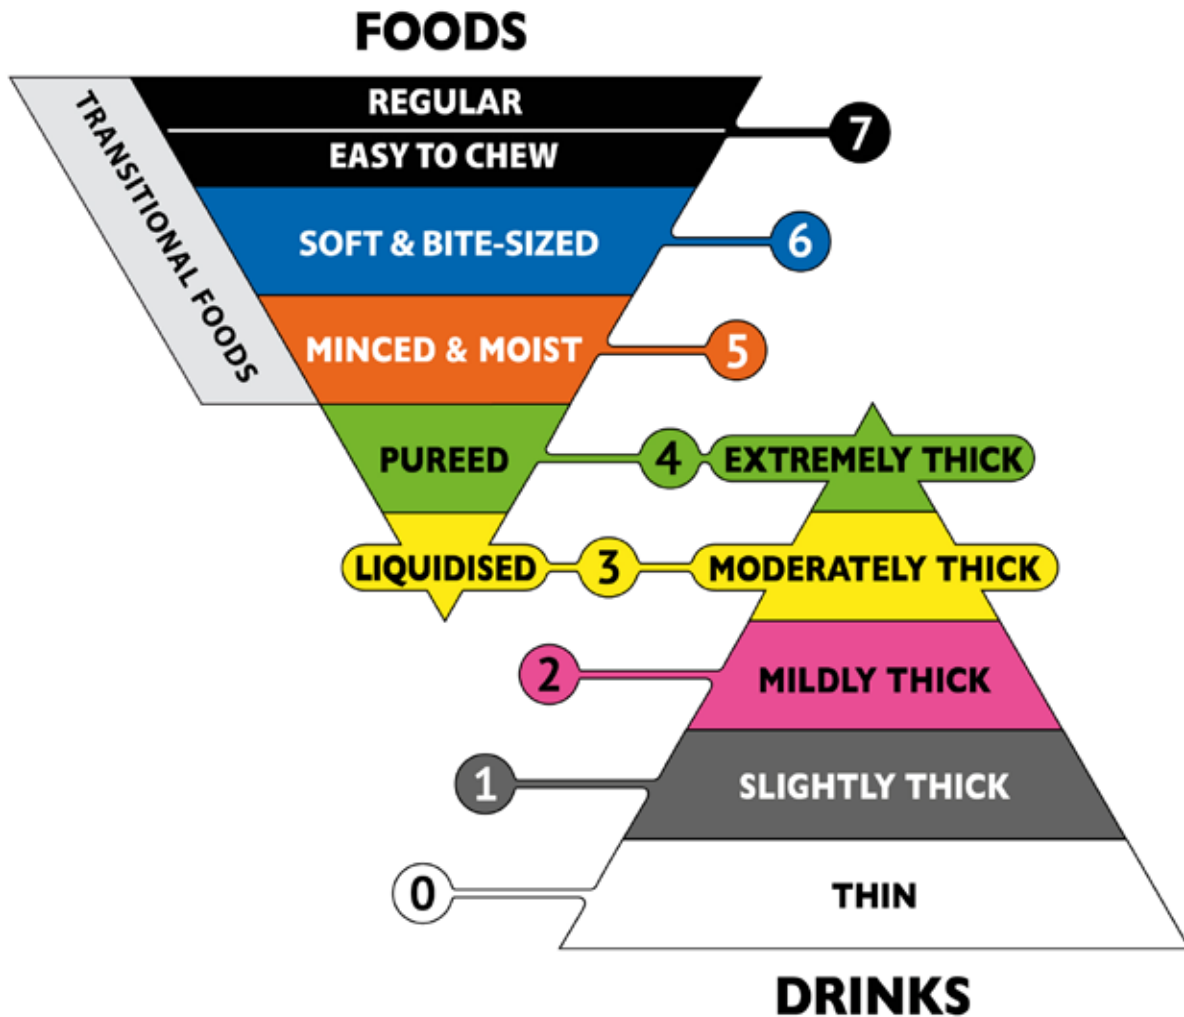 FOODS
TRANSITIONAL FOODS
REGULAR
EASY TO CHEW
7
SOFT & BITE-SIZED
6
MINCED & MOIST
5
PUREED
4
EXTREMELY THICK
LIQUIDISED
3
MODERATELY THICK
2
MILDLY THICK
1
SLIGHTLY THICK
0
THIN
DRINKS